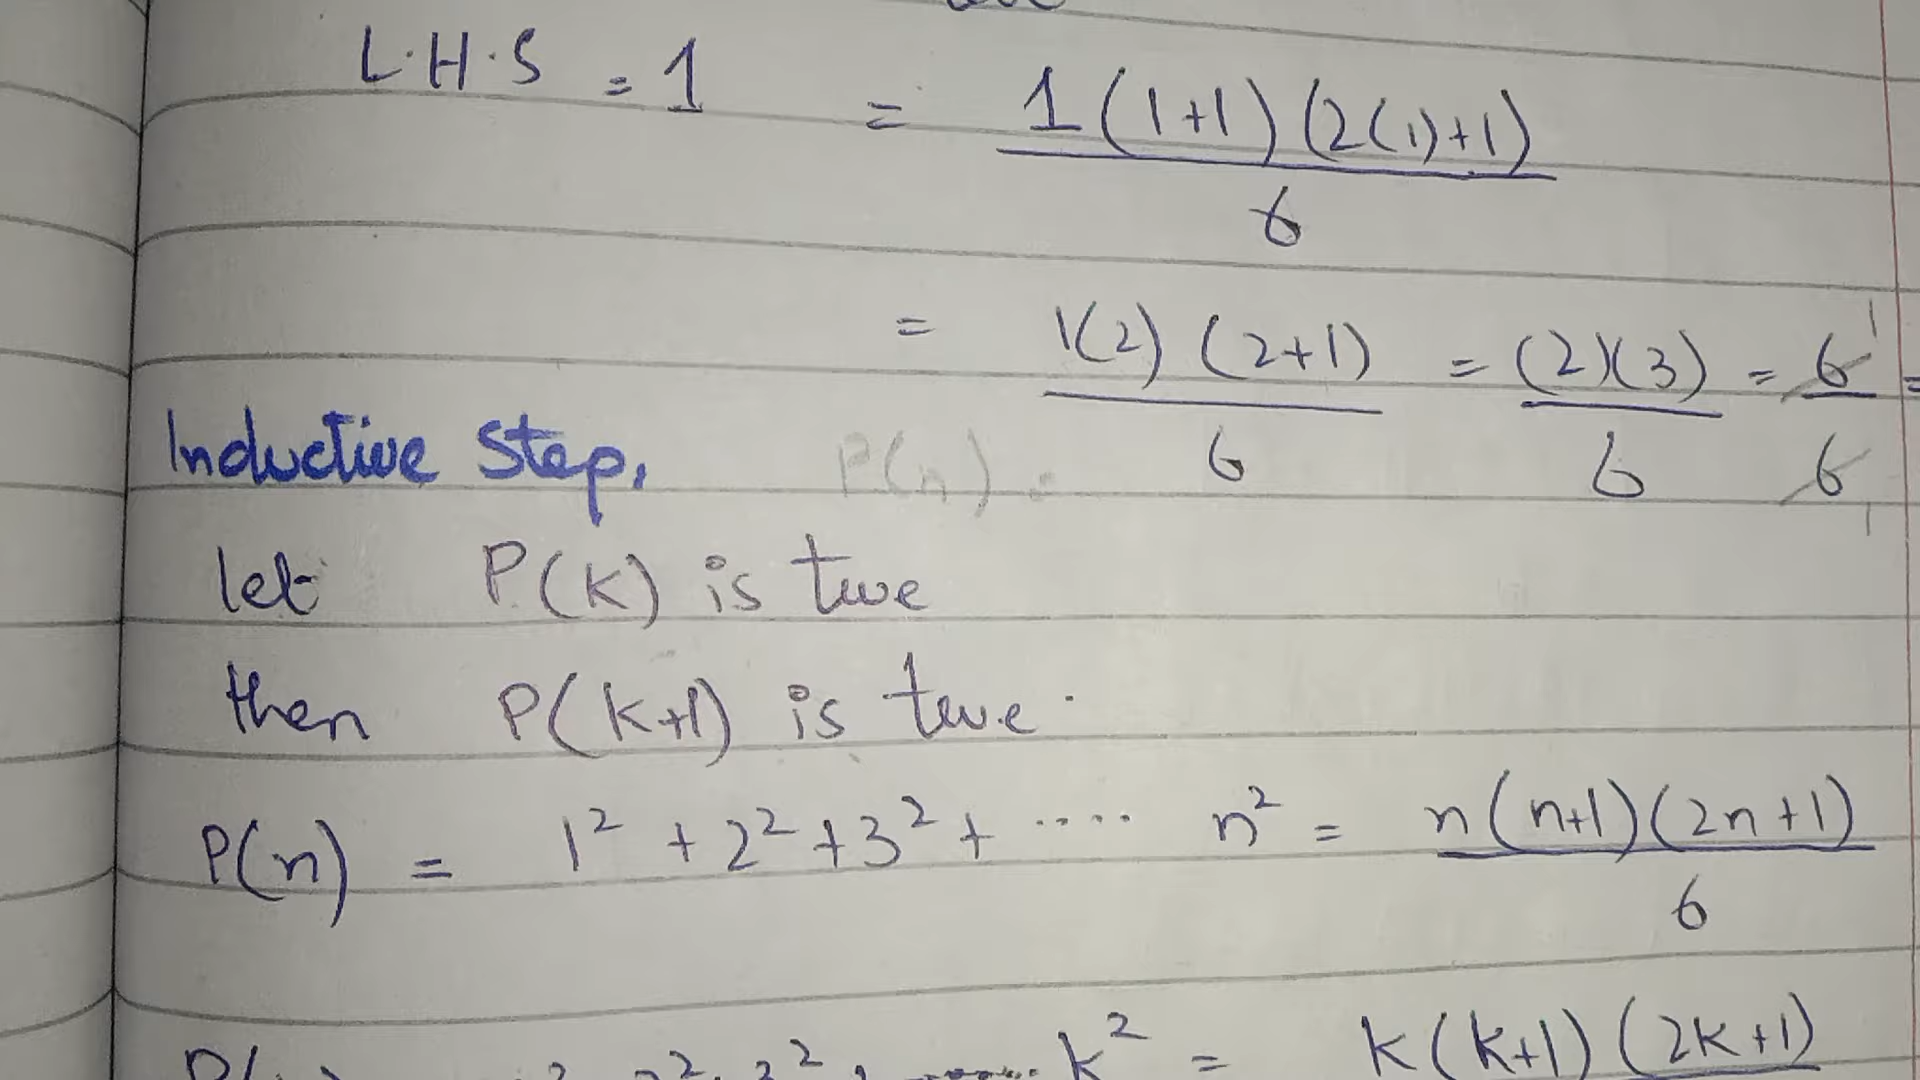 L.H.S = 1 = 1(1+1)(2(1)+1)
6
= 1(2)(2+1) = (2)(3) = 6 1 =
6 6 6 1
Inductive Step, P(n) =
let P(k) is true
then P(k+1) is true.
P(n) = 1² + 2² + 3² + .... n² = n(n+1)(2n+1)
6
k² = k(k+1)(2k+1)